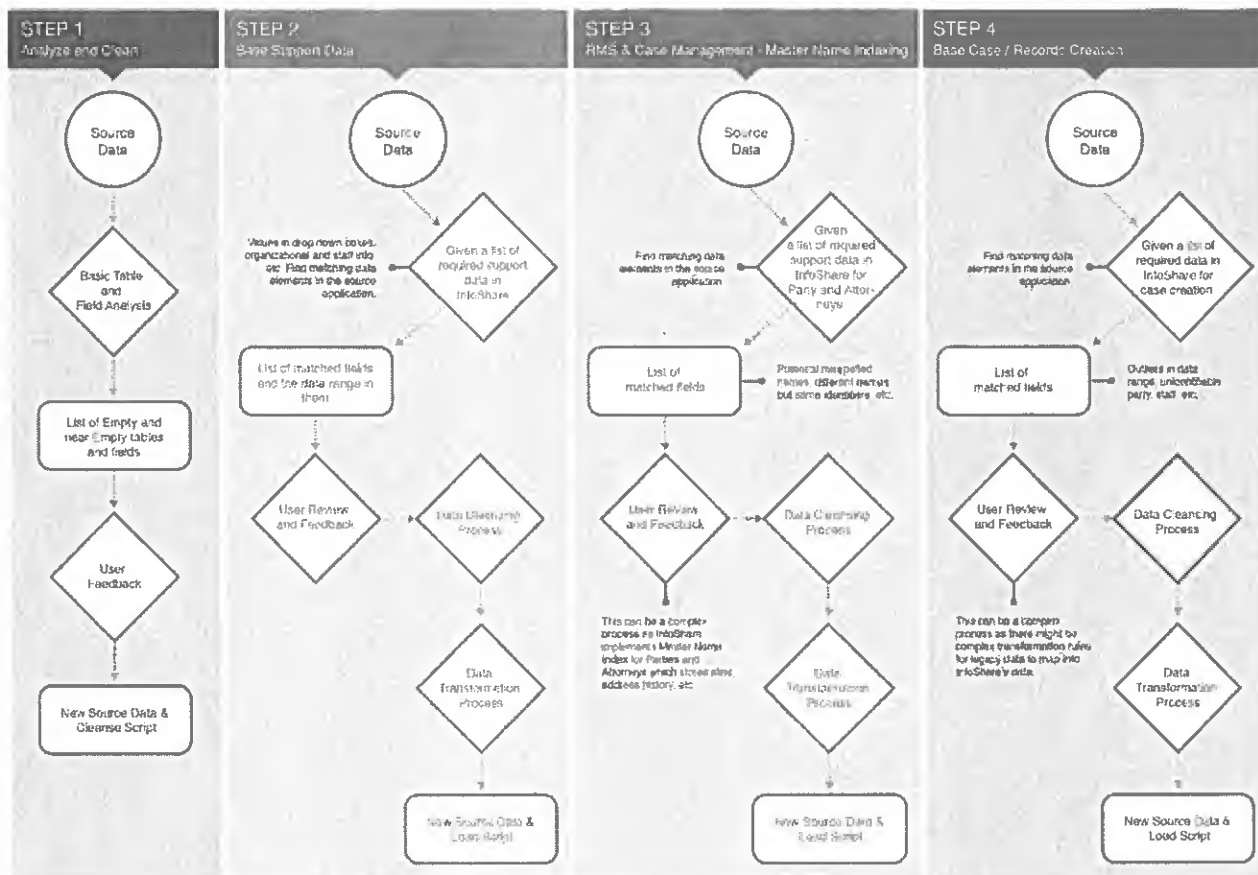 STEP 1
Analyze and Clean
Source
Data
Basic Table
and
Field Analysis
List of Empty and
near Empty tables
and fields
User
Feedback
New Source Data &
Cleanse Script
STEP 2
Base Support Data
Source
Data
Values in drop down boxes,
organizational and staff info
etc. Find matching data
elements in the source
application.
Given a list of
required support
data in
InfoShare
List of matched fields
and the data range in
them
User Review
and Feedback
Data Cleansing
Process
Data
Transformation
Process
New Source Data &
Load Script
STEP 3
RMS & Case Management - Master Name Indexing
Source
Data
Find matching data
elements in the source
application
Given
a list of required
support data in
InfoShare for
Party and Attor-
neys
List of
matched fields
Potential misspelled
names, different names
but same identifiers, etc.
User Review
and Feedback
Data Cleansing
Process
This can be a complex
process as InfoShare
implements Master Name
Index for Parties and
Attorneys which stores alias,
address history, etc
Data
Transformation
Process
New Source Data &
Load Script
STEP 4
Base Case / Records Creation
Source
Data
Find matching data
elements in the source
application
Given a list of
required data in
InfoShare for
case creation
List of
matched fields
Outliers in data
range, unidentifiable
party, staff, etc.
User Review
and Feedback
Data Cleancing
Process
This can be a complex
process as there might be
complex transformation rules
for legacy data to map into
InfoShare's data.
Data
Transformation
Process
New Source Data &
Load Script